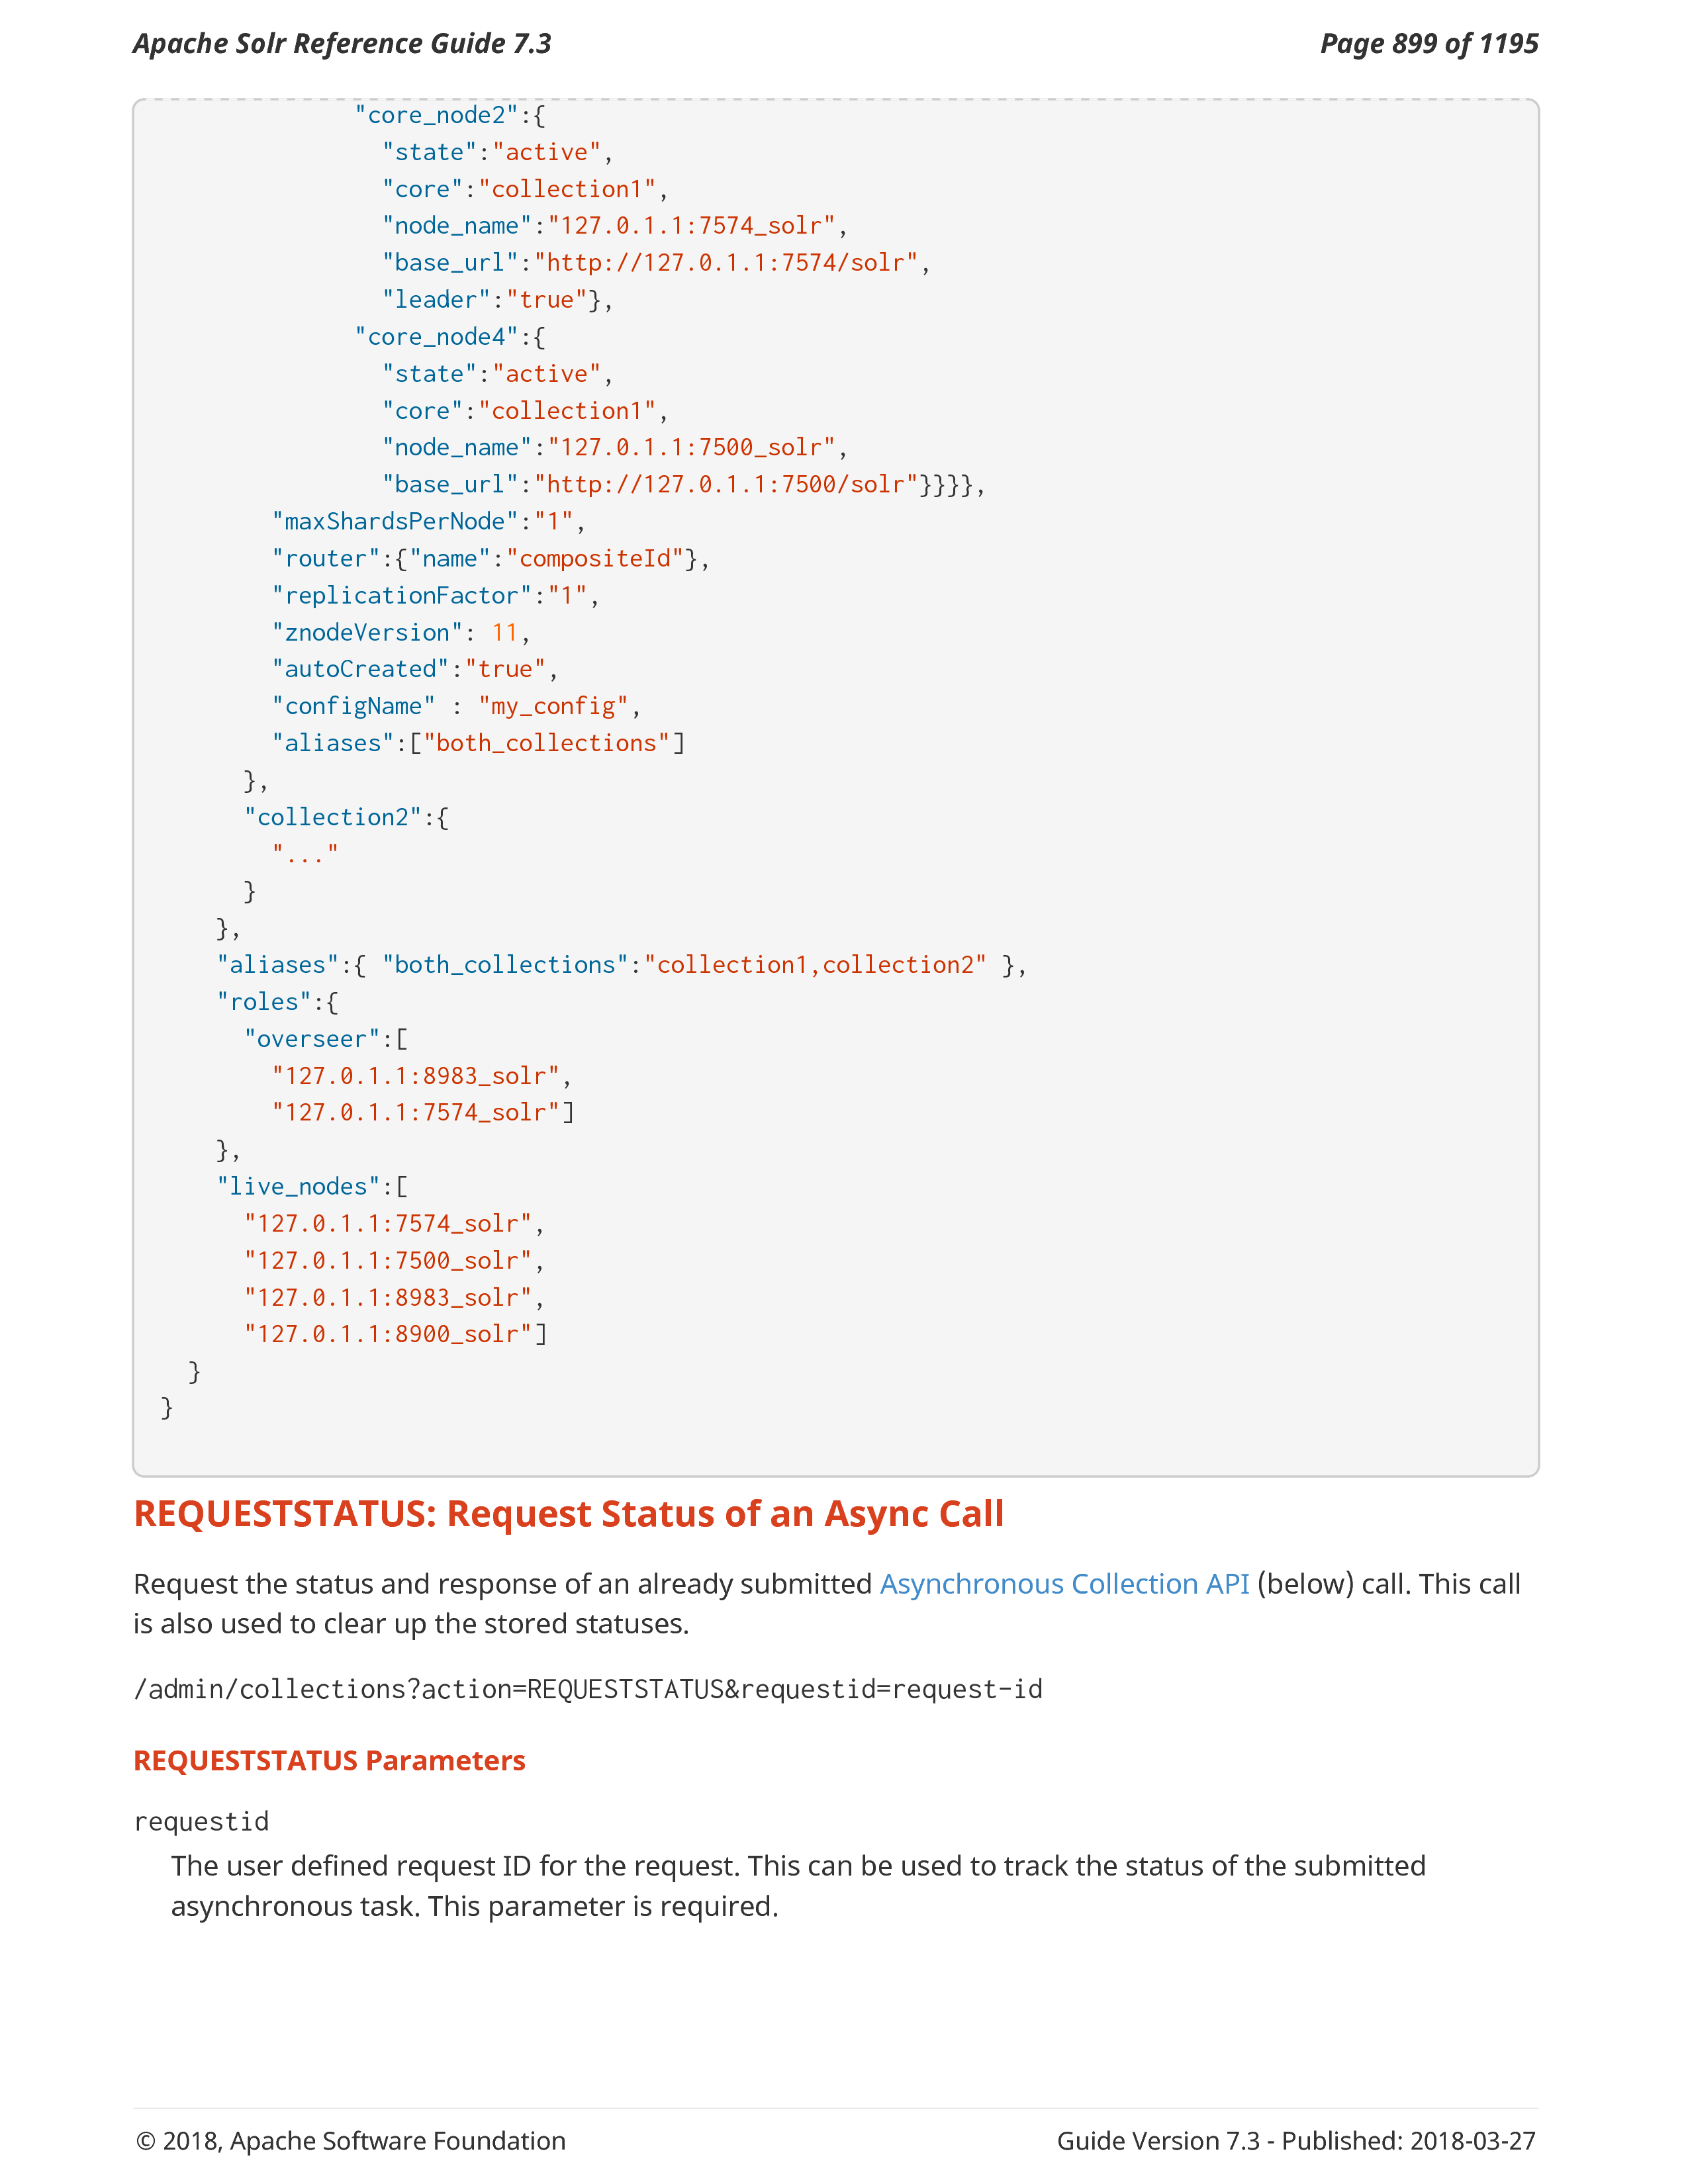 Apache Solr Reference Guide 7.3
Page 899 of 1195
"core_node2":{
"state":"active",
"core":"collection1",
"node_name":"127.0.1.1:7574_solr",
"base_url":"http://127.0.1.1:7574/solr",
"leader":"true"},
"core_node4":{
"state":"active",
"core":"collection1",
"node_name":"127.0.1.1:7500_solr",
"base_url":"http://127.0.1.1:7500/solr"}}}},
"maxShardsPerNode":"1",
"router":{"name":"compositeId"},
"replicationFactor":"1",
"znodeVersion": 11,
"autoCreated":"true",
"configName" : "my_config",
"aliases":["both_collections"]
},
"collection2":{
"..."
}
},
"aliases":{ "both_collections":"collection1,collection2" },
"roles":{
"overseer":[
"127.0.1.1:8983_solr",
"127.0.1.1:7574_solr"]
},
"live_nodes":[
"127.0.1.1:7574_solr",
"127.0.1.1:7500_solr",
"127.0.1.1:8983_solr",
"127.0.1.1:8900_solr"]
}
}
REQUESTSTATUS: Request Status of an Async Call
Request the status and response of an already submitted Asynchronous Collection API (below) call. This call
is also used to clear up the stored statuses.
/admin/collections?action=REQUESTSTATUS&requestid=request-id
REQUESTSTATUS Parameters
requestid
The user defined request ID for the request. This can be used to track the status of the submitted
asynchronous task. This parameter is required.
© 2018, Apache Software Foundation
Guide Version 7.3 - Published: 2018-03-27